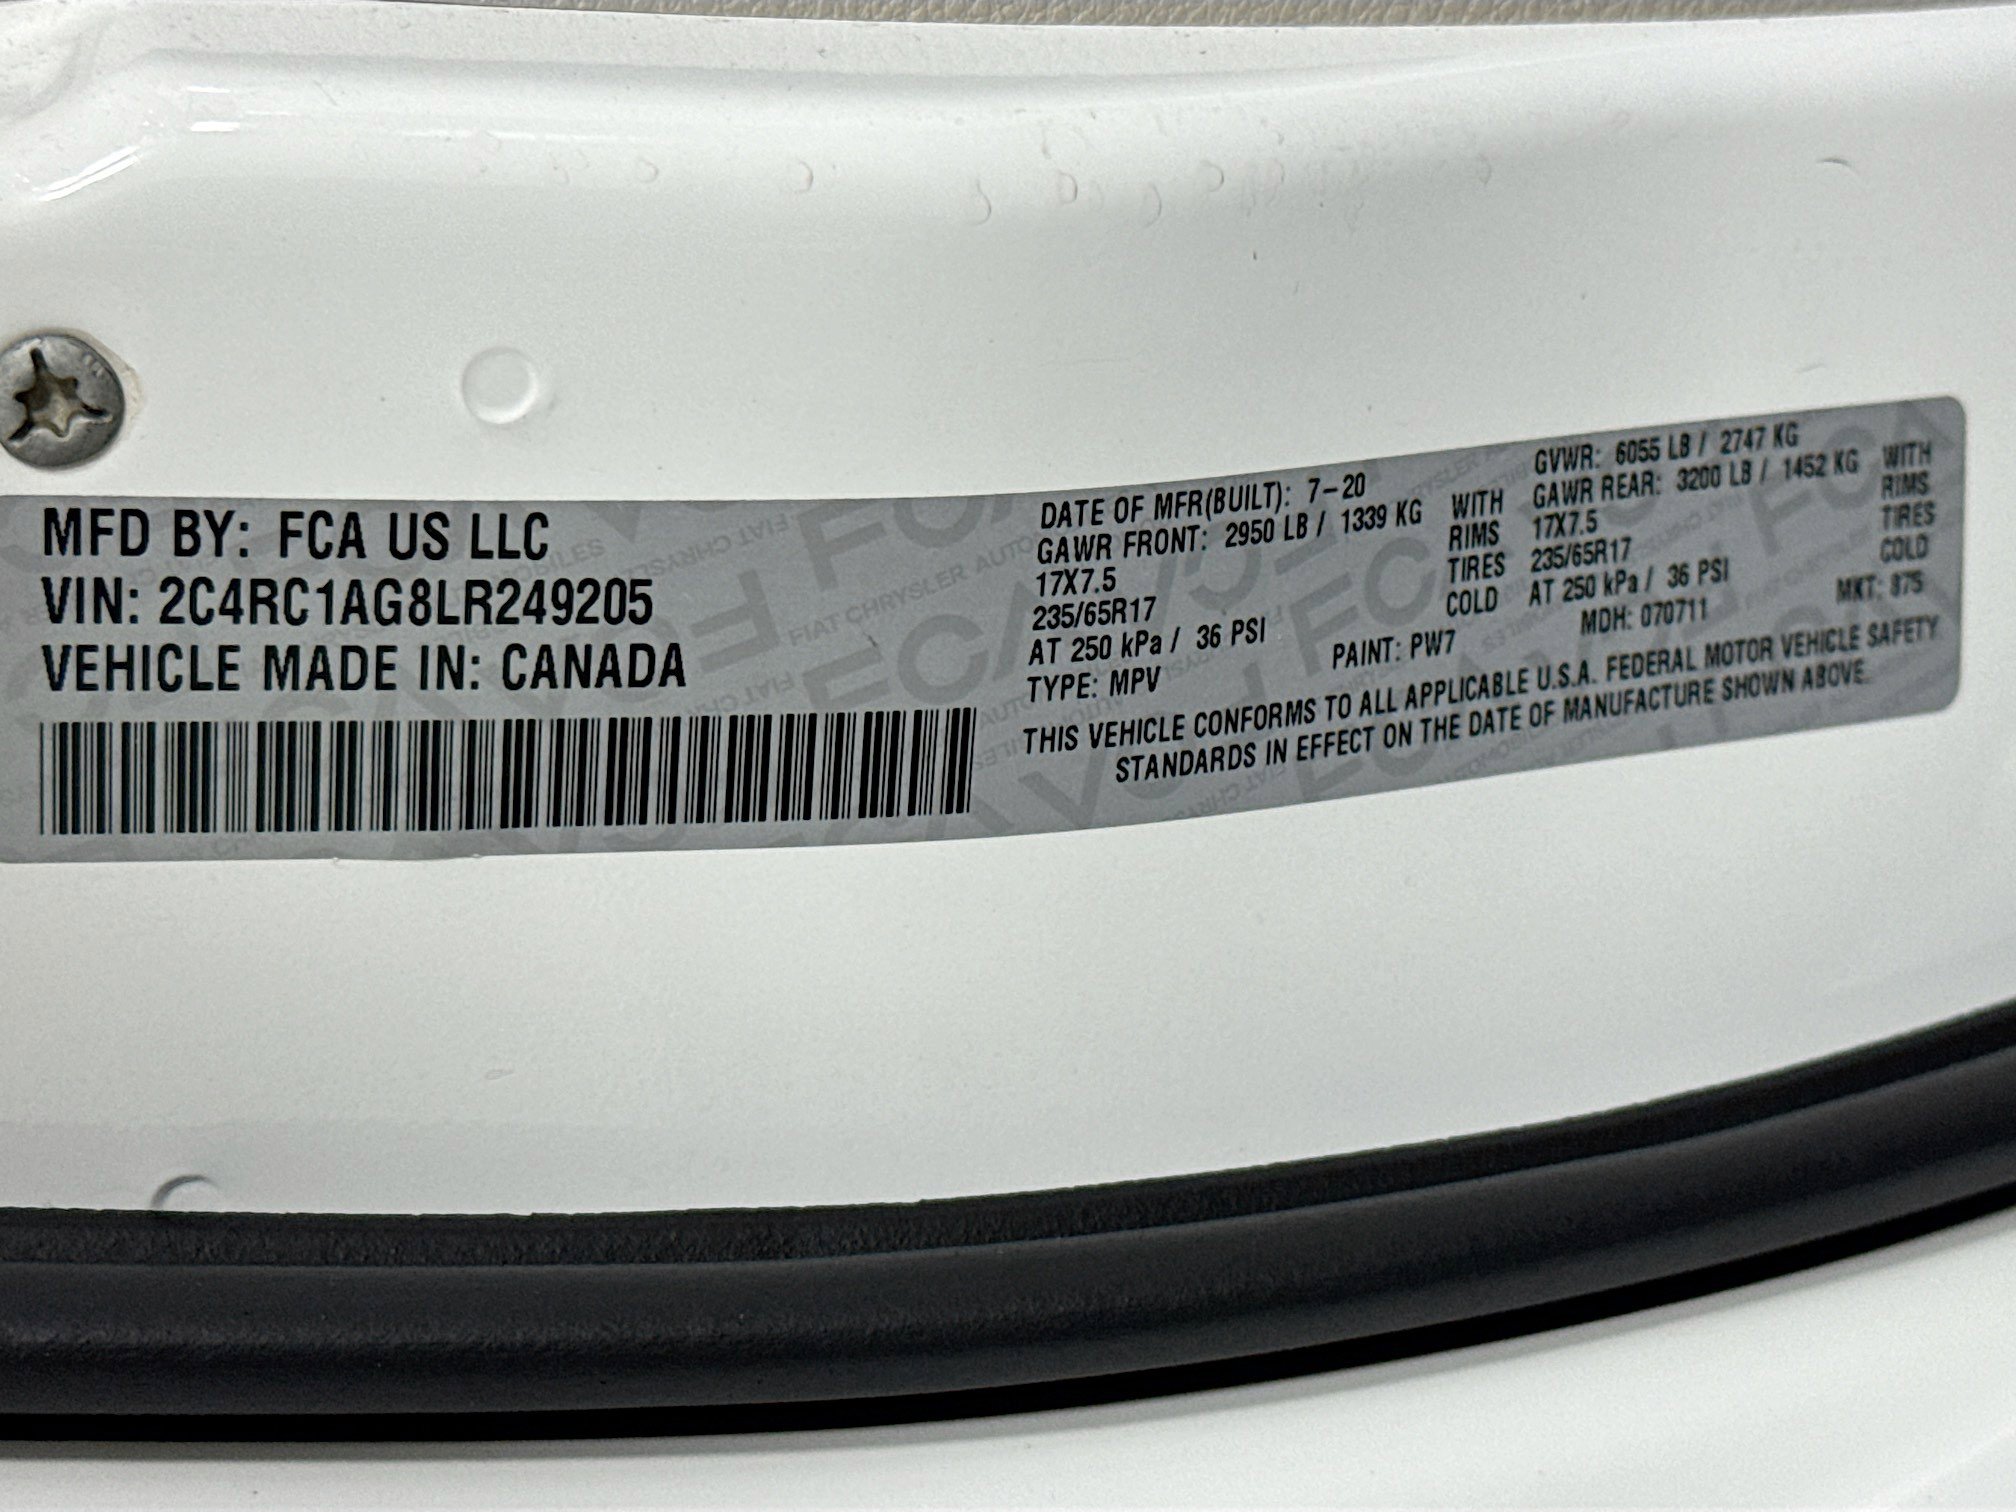 MFD BY: FCA US LLC
VIN: 2C4RC1AG8LR249205
VEHICLE MADE IN: CANADA
DATE OF MFR(BUILT): 7-20 GVWR: 6055 LB / 2747 KG
GAWR FRONT: 2950 LB / 1339 KG WITH GAWR REAR: 3200 LB / 1452 KG WITH
17X7.5 RIMS 17X7.5 RIMS
235/65R17 TIRES 235/65R17 TIRES
AT 250 kPa / 36 PSI COLD AT 250 kPa / 36 PSI COLD
TYPE: MPV PAINT: PW7 MDH: 070711 MKT: 875
THIS VEHICLE CONFORMS TO ALL APPLICABLE U.S.A. FEDERAL MOTOR VEHICLE SAFETY
STANDARDS IN EFFECT ON THE DATE OF MANUFACTURE SHOWN ABOVE.